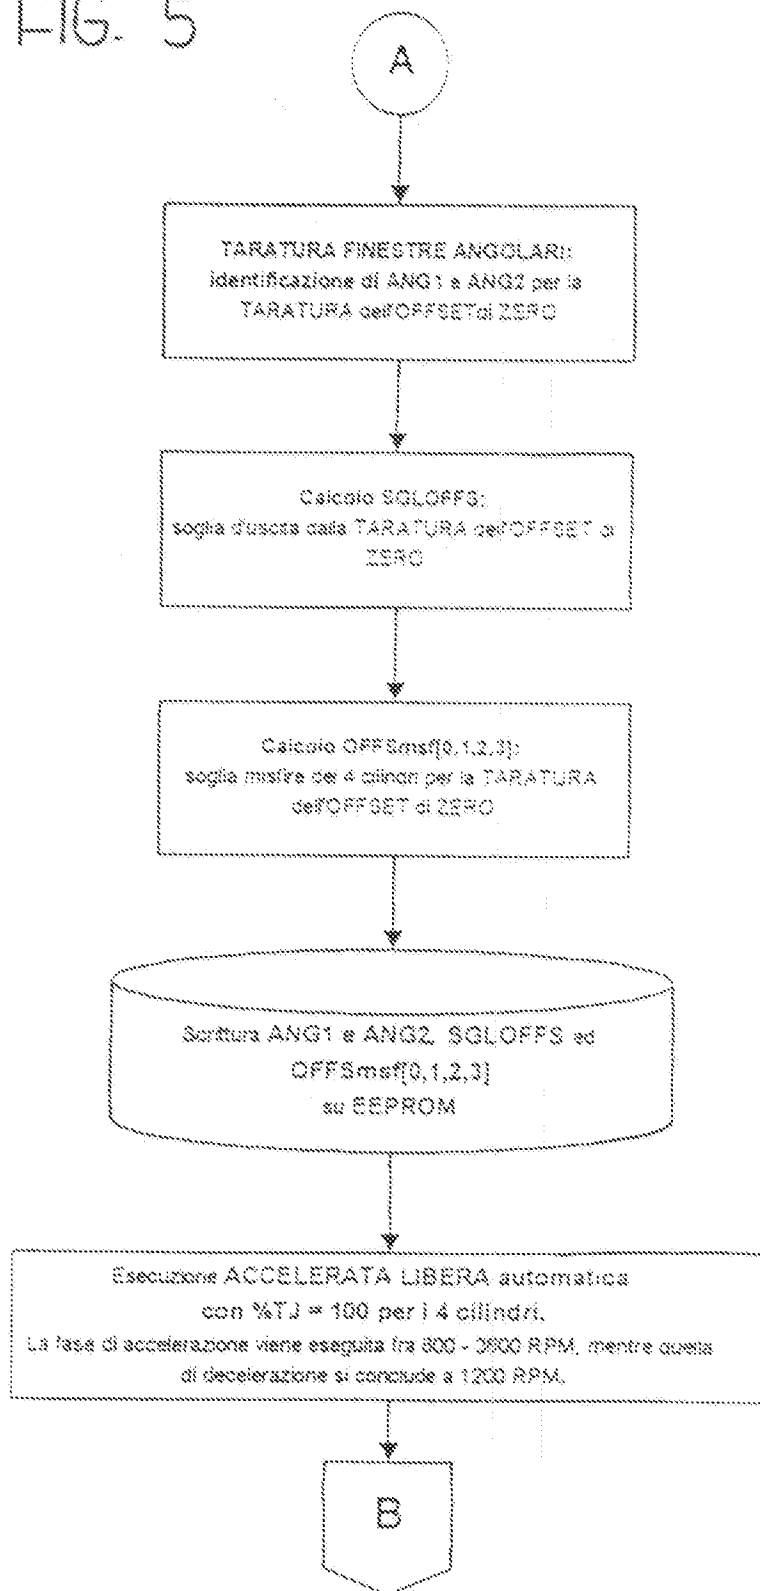 FIG. 5
A
TARATURA FINESTRE ANGOLARI:
identificazione di ANG1 e ANG2 per la
TARATURA dell'OFFSET di ZERO
Calcolo SGLOFFS:
soglia d'uscita dalla TARATURA dell'OFFSET di
ZERO
Calcolo OFFSmsf[0,1,2,3]:
soglia misfire dei 4 cilindri per la TARATURA
dell'OFFSET di ZERO
Scrittura ANG1 e ANG2, SGLOFFS ed
OFFSmsf[0,1,2,3]
su EEPROM
Esecuzione ACCELERATA LIBERA automatica
con %TJ = 100 per i 4 cilindri.
La fase di accelerazione viene eseguita fra RPM, mentre quella
di decelerazione si conclude a 1200 RPM.
B